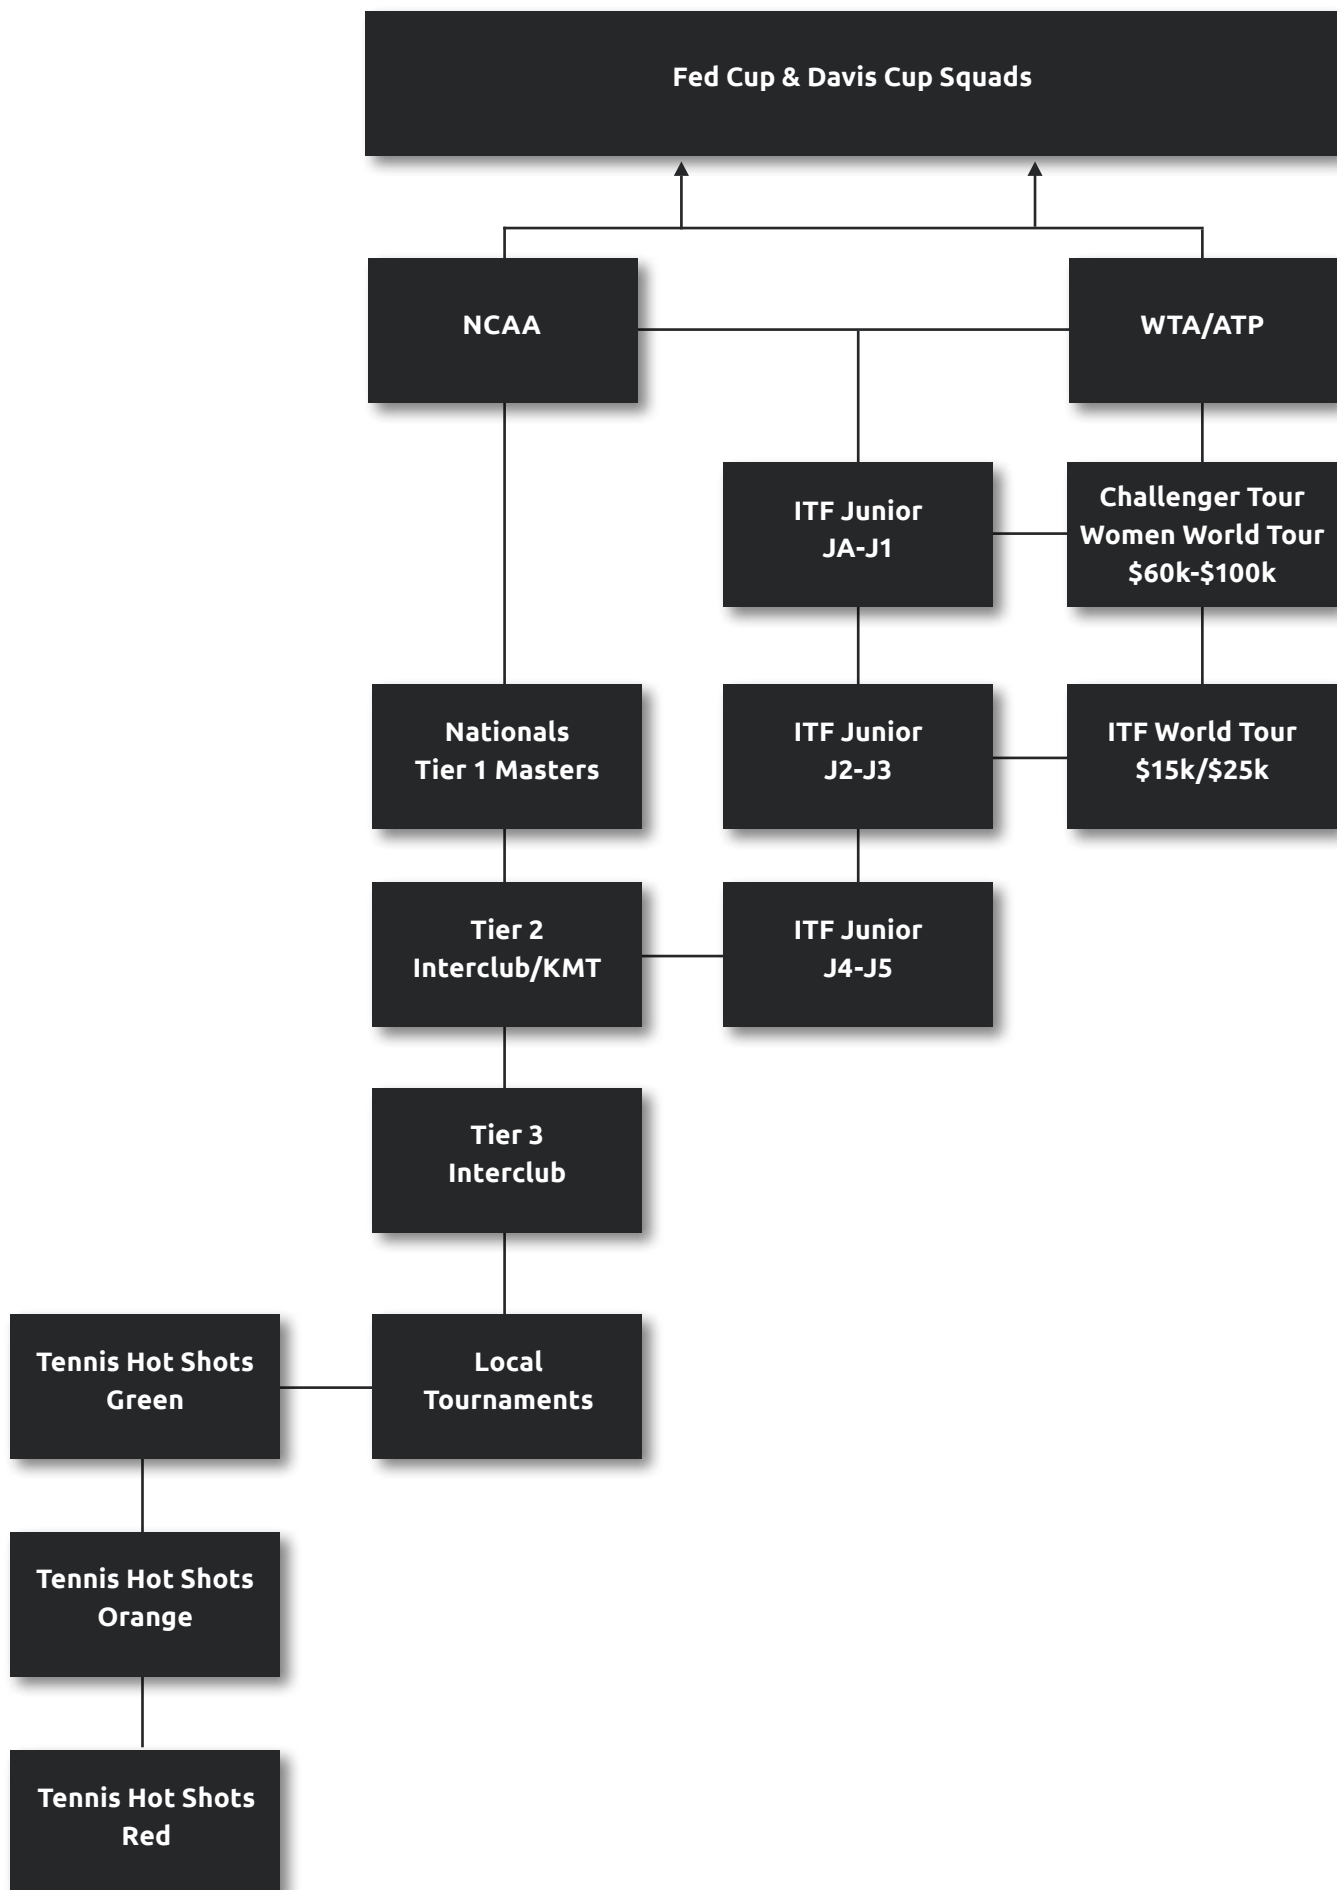 Fed Cup & Davis Cup Squads
NCAA
WTA/ATP
ITF Junior
JA-J1
Challenger Tour
Women World Tour
$60k-$100k
Nationals
Tier 1 Masters
ITF Junior
J2-J3
ITF World Tour
$15k/$25k
Tier 2
Interclub/KMT
ITF Junior
J4-J5
Tier 3
Interclub
Tennis Hot Shots
Green
Local
Tournaments
Tennis Hot Shots
Orange
Tennis Hot Shots
Red